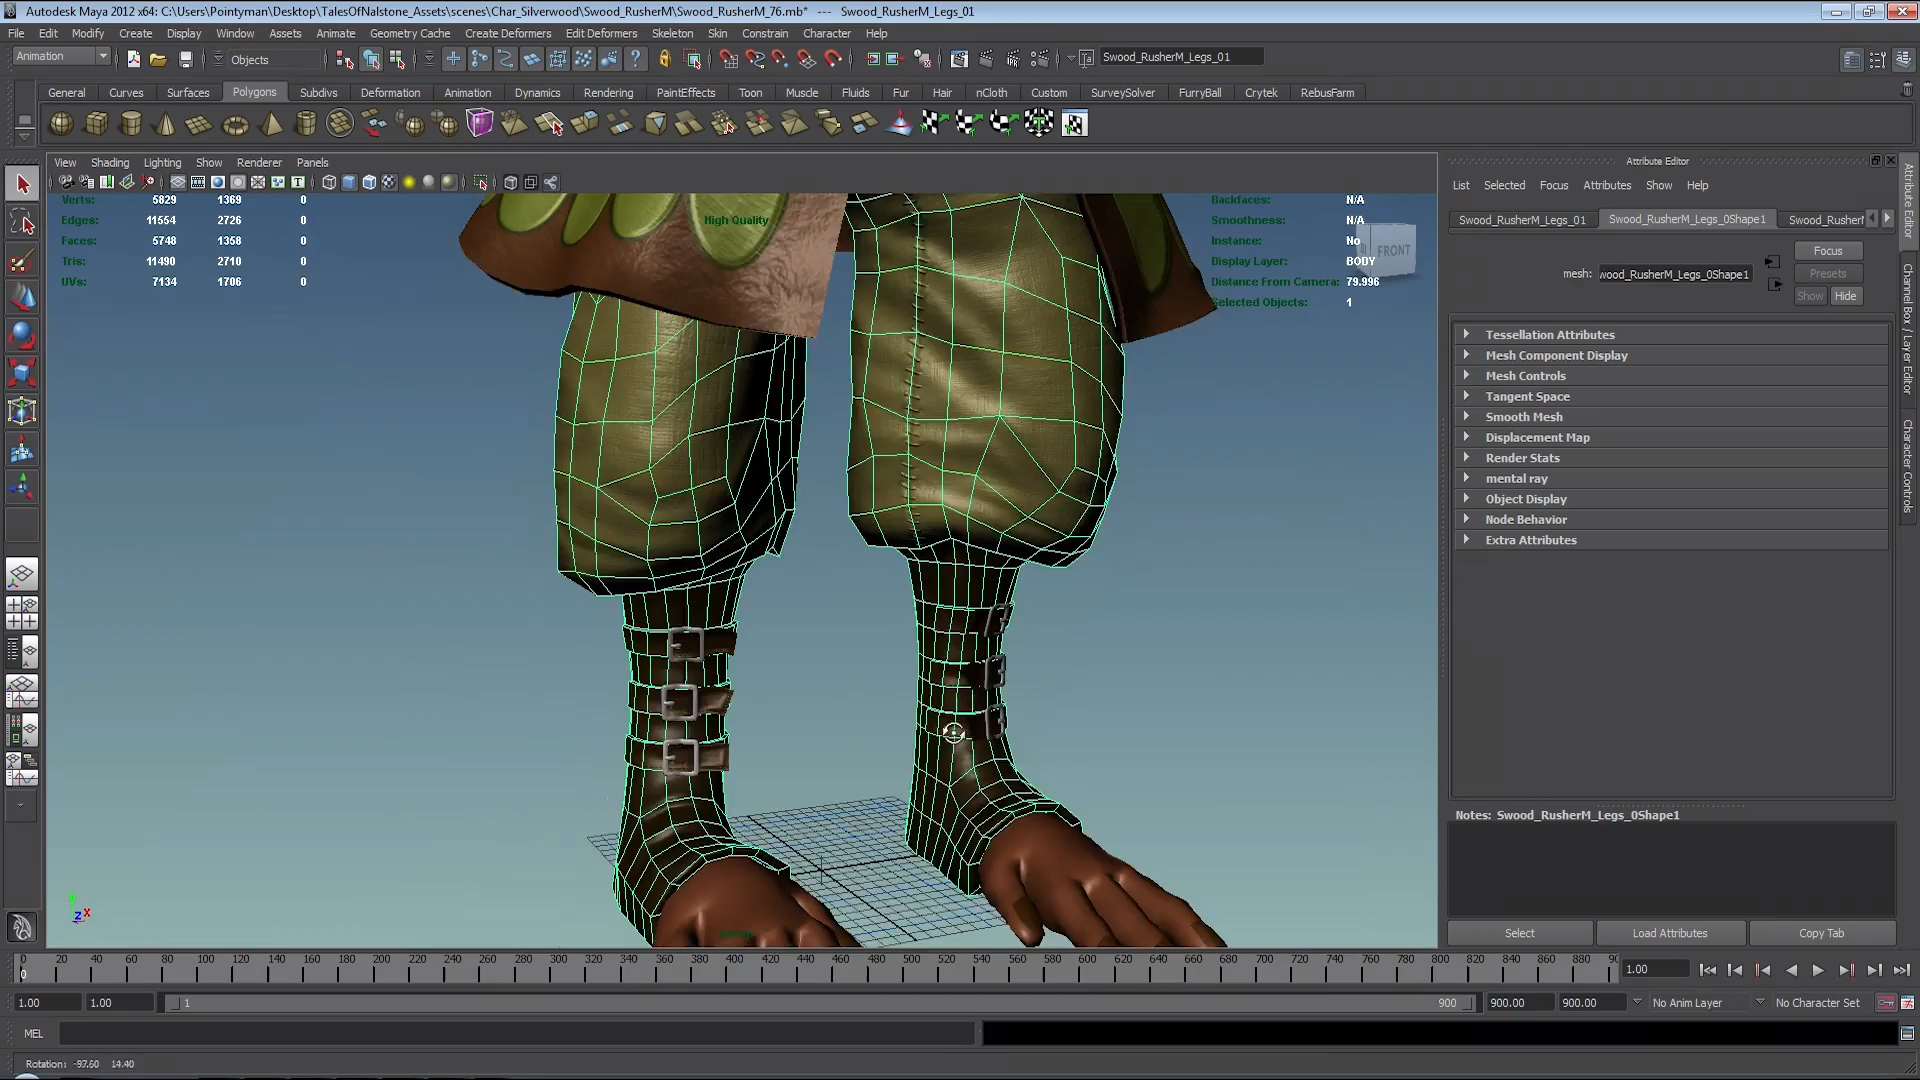 Autodesk Maya 2012 x64: C:\Users\Pointyman\Desktop\TalesOfNalstone_Assets\scenes\Char_Silverwood\Swood_RusherM\Swood_RusherM_76.mb* --- Swood_RusherM_Legs_01
File Edit Modify Create Display Window Assets Animate Geometry Cache Create Deformers Edit Deformers Skeleton Skin Constrain Character Help
Animation Objects Swood_RusherM_Legs_01
General Curves Surfaces Polygons Subdivs Deformation Animation Dynamics Rendering PaintEffects Toon Muscle Fluids Fur Hair nCloth Custom SurveySolver FurryBall Crytek RebusFarm
View Shading Lighting Show Renderer Panels
Verts: 5829 1369 0
Edges: 11554 2726 0
Faces: 5748 1358 0
Tris: 11490 2710 0
UVs: 7134 1706 0
High Quality
Backfaces: N/A
Smoothness: N/A
Instance: No
Display Layer: BODY
Distance From Camera: 79.996
Selected Objects: 1
FRONT
Attribute Editor
List Selected Focus Attributes Show Help
Swood_RusherM_Legs_01 Swood_RusherM_Legs_0Shape1 Swood_Rusher
Focus
mesh: wood_RusherM_Legs_0Shape1 Presets
Show Hide
Tessellation Attributes
Mesh Component Display
Mesh Controls
Tangent Space
Smooth Mesh
Displacement Map
Render Stats
mental ray
Object Display
Node Behavior
Extra Attributes
Notes: Swood_RusherM_Legs_0Shape1
Select Load Attributes Copy Tab
Attribute Editor
Channel Box / Layer Editor
Character Controls
y
z x
0 20 40 60 80 100 120 140 160 180 200 220 240 260 280 300 320 340 360 380 400 420 440 460 480 500 520 540 560 580 600 620 640 660 680 700 720 740 760 780 800 820 840 860 880 90
0
1.00
1.00 1.00 1 900 900.00 900.00 No Anim Layer No Character Set
MEL
Rotation: -97.60 14.40